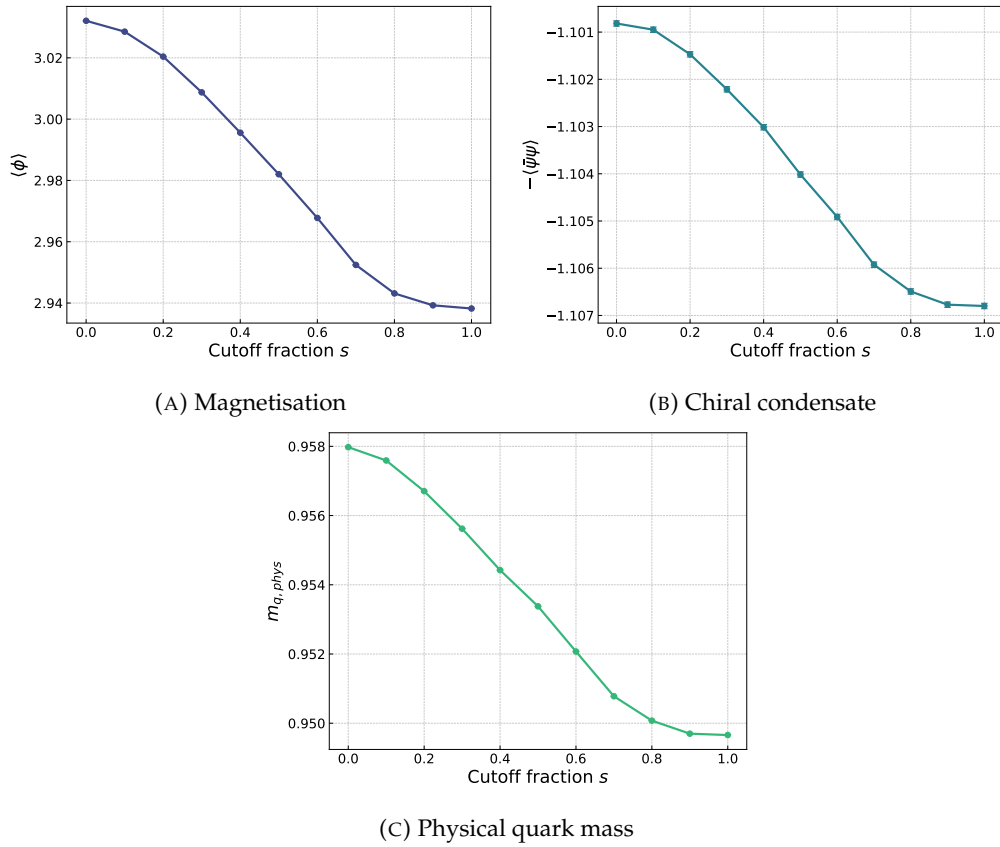 3.02
3.00
2.98
2.96
2.94
⟨ϕ⟩
0.0 0.2 0.4 0.6 0.8 1.0
Cutoff fraction s
(A) Magnetisation
−1.101
−1.102
−1.103
−1.104
−1.105
−1.106
−1.107
−⟨ψ̄ψ⟩
0.0 0.2 0.4 0.6 0.8 1.0
Cutoff fraction s
(B) Chiral condensate
0.958
0.956
0.954
0.952
0.950
m_{q, phys}
0.0 0.2 0.4 0.6 0.8 1.0
Cutoff fraction s
(C) Physical quark mass